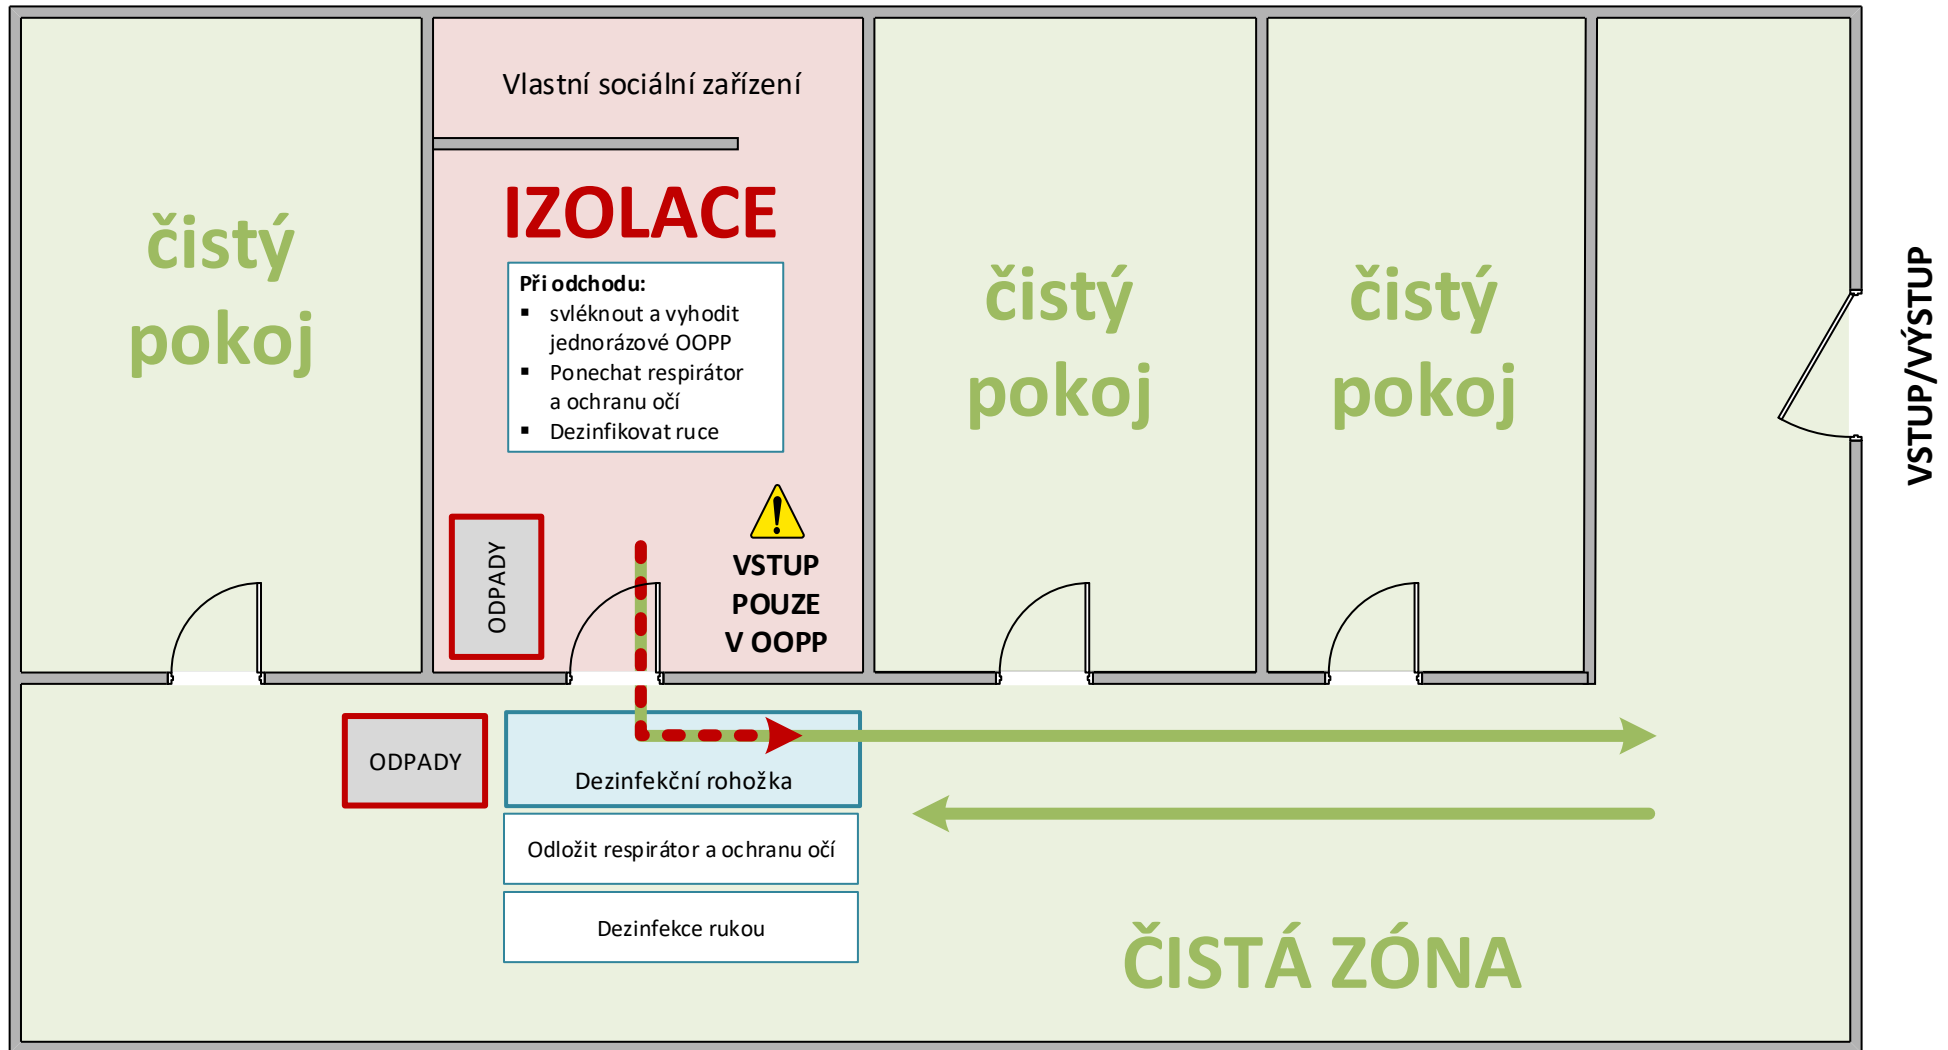 Vlastní sociální zařízení
čistý
pokoj
IZOLACE
Při odchodu:
▪ svléknout a vyhodit
jednorázové OOPP
▪ Ponechat respirátor
a ochranu očí
▪ Dezinfikovat ruce
čistý
pokoj
čistý
pokoj
VSTUP/VÝSTUP
ODPADY
VSTUP
POUZE
V OOPP
ODPADY
Dezinfekční rohožka
Odložit respirátor a ochranu očí
Dezinfekce rukou
ČISTÁ ZÓNA